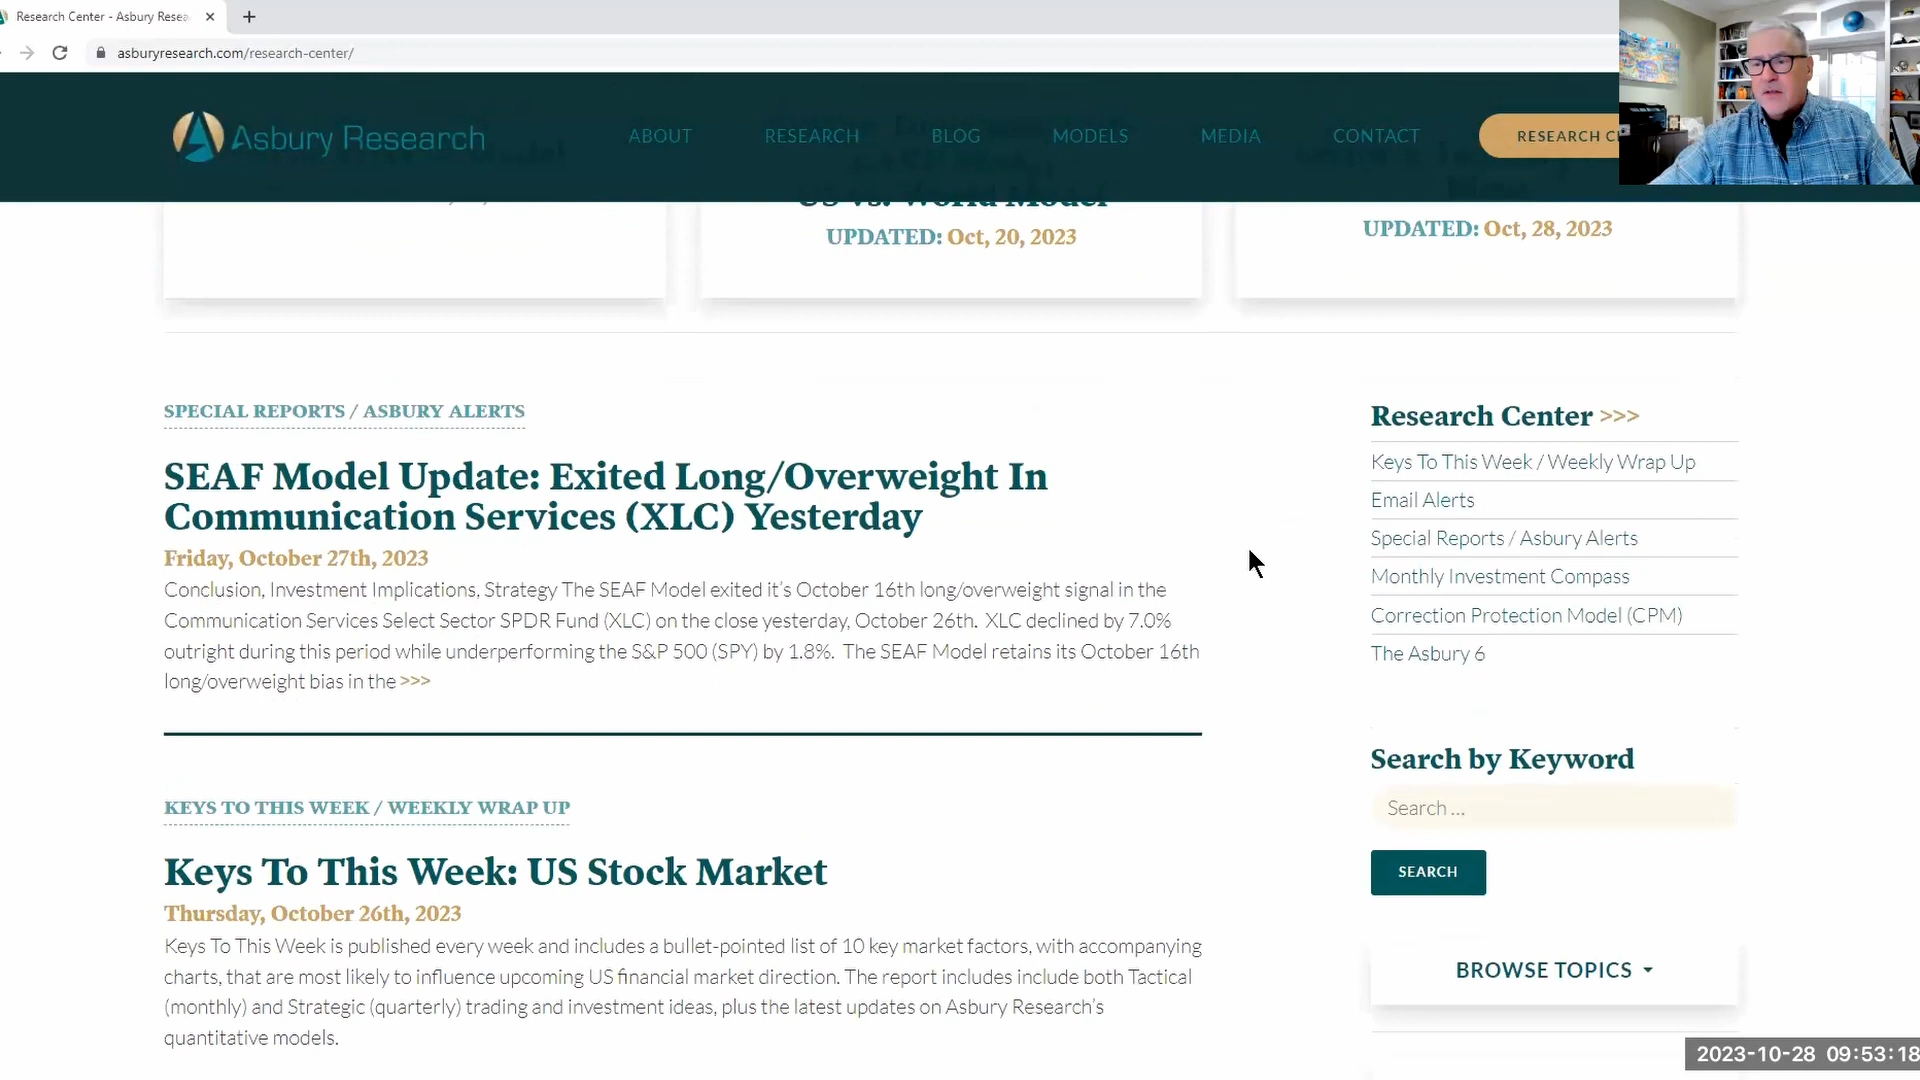 Research Center - Asbury Resea
asburyresearch.com/research-center/
Asbury Research
ABOUT
RESEARCH
BLOG
MODELS
MEDIA
CONTACT
RESEARCH C
US vs. World Model
UPDATED: Oct, 20, 2023
UPDATED: Oct, 28, 2023
SPECIAL REPORTS / ASBURY ALERTS
SEAF Model Update: Exited Long/Overweight In
Communication Services (XLC) Yesterday
Friday, October 27th, 2023
Conclusion, Investment Implications, Strategy The SEAF Model exited it’s October 16th long/overweight signal in the
Communication Services Select Sector SPDR Fund (XLC) on the close yesterday, October 26th.  XLC declined by 7.0%
outright during this period while underperforming the S&P 500 (SPY) by 1.8%.  The SEAF Model retains its October 16th
long/overweight bias in the >>>
KEYS TO THIS WEEK / WEEKLY WRAP UP
Keys To This Week: US Stock Market
Thursday, October 26th, 2023
Keys To This Week is published every week and includes a bullet-pointed list of 10 key market factors, with accompanying
charts, that are most likely to influence upcoming US financial market direction. The report includes include both Tactical
(monthly) and Strategic (quarterly) trading and investment ideas, plus the latest updates on Asbury Research’s
quantitative models.
Research Center >>>
Keys To This Week / Weekly Wrap Up
Email Alerts
Special Reports / Asbury Alerts
Monthly Investment Compass
Correction Protection Model (CPM)
The Asbury 6
Search by Keyword
Search ...
SEARCH
BROWSE TOPICS
2023-10-28 09:53:18